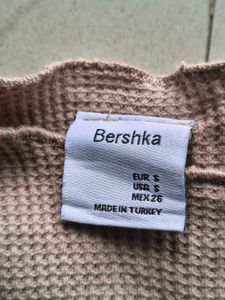 Bershka
EUR S
USA S
MEX 26
MADE IN TURKEY